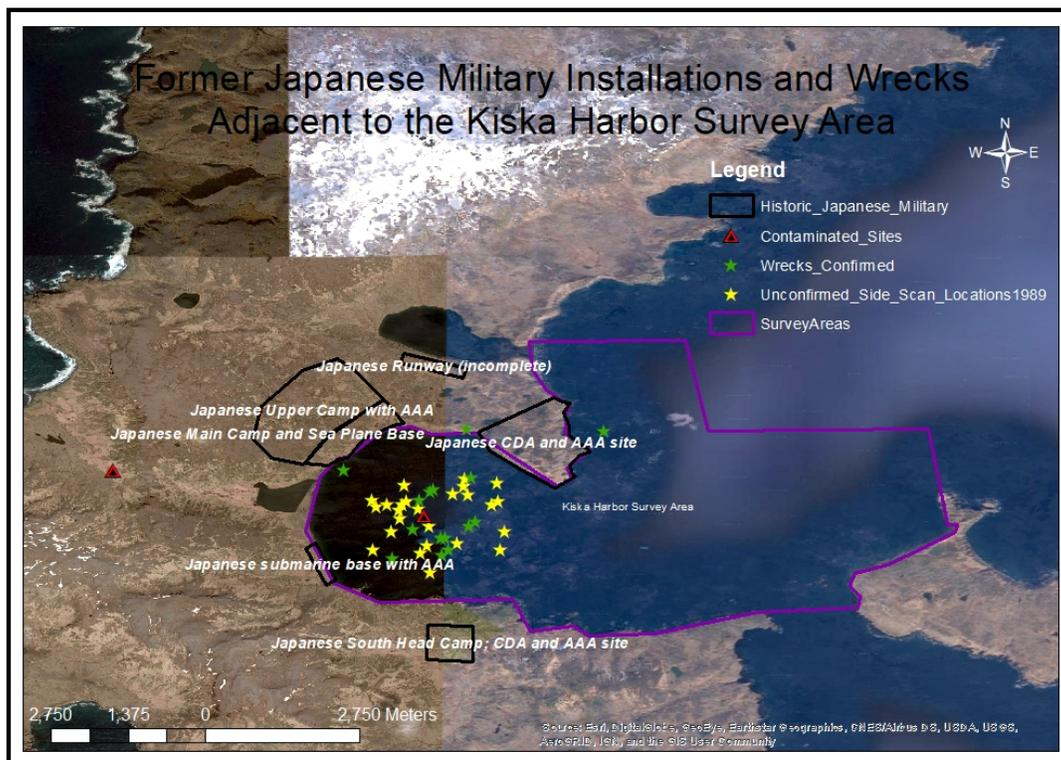 Former Japanese Military Installations and Wrecks
Adjacent to the Kiska Harbor Survey Area
N
W E
S
Legend
Historic_Japanese_Military
Contaminated_Sites
Wrecks_Confirmed
Unconfirmed_Side_Scan_Locations1989
SurveyAreas
Japanese Runway (incomplete)
Japanese Upper Camp with AAA
Japanese Main Camp and Sea Plane Base
Japanese CDA and AAA site
Kiska Harbor Survey Area
Japanese submarine base with AAA
Japanese South Head Camp; CDA and AAA site
2,750 1,375 0 2,750 Meters
Source: Esri, DigitalGlobe, GeoEye, Earthstar Geographics, CNES/Airbus DS, USDA, USGS,
AeroGRID, IGN, and the GIS User Community